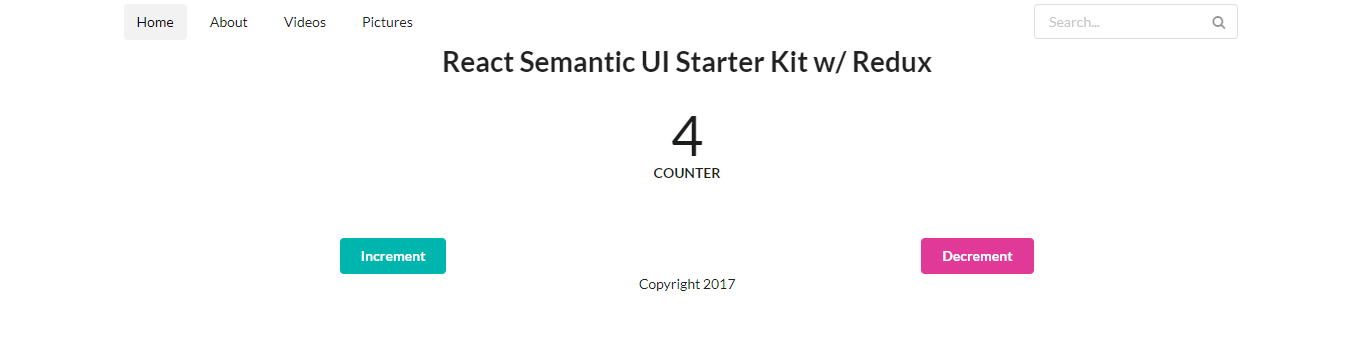 Home About Videos Pictures Search...
React Semantic UI Starter Kit w/ Redux
4
COUNTER
Increment Decrement
Copyright 2017